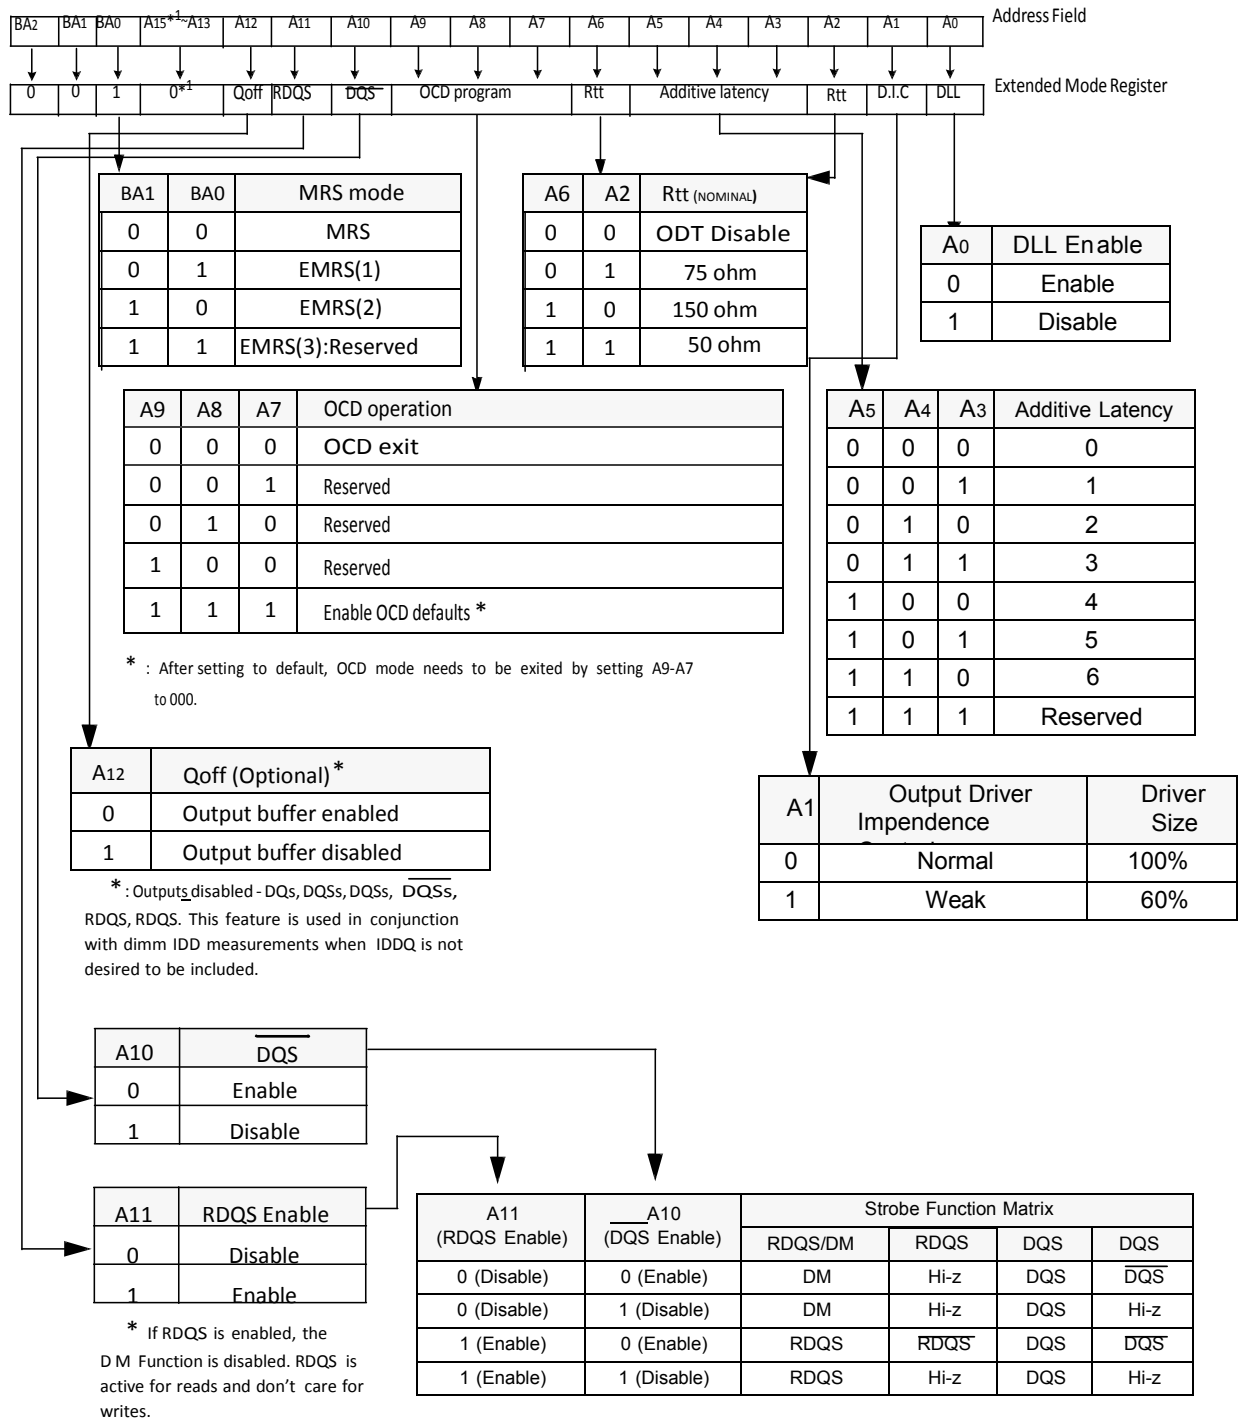 BA2 BA1 BA0 A15*1~A13 A12 A11 A10 A9 A8 A7 A6 A5 A4 A3 A2 A1 A0 Address Field
0 0 1 0*1 Qoff RDQS DQS OCD program Rtt Additive latency Rtt D.I.C DLL Extended Mode Register
BA1 BA0 MRS mode
0 0 MRS
0 1 EMRS(1)
1 0 EMRS(2)
1 1 EMRS(3):Reserved
A6 A2 Rtt (NOMINAL)
0 0 ODT Disable
0 1 75 ohm
1 0 150 ohm
1 1 50 ohm
A0 DLL Enable
0 Enable
1 Disable
A9 A8 A7 OCD operation
0 0 0 OCD exit
0 0 1 Reserved
0 1 0 Reserved
1 0 0 Reserved
1 1 1 Enable OCD defaults *
* : After setting to default, OCD mode needs to be exited by setting A9-A7
to 000.
A5 A4 A3 Additive Latency
0 0 0 0
0 0 1 1
0 1 0 2
0 1 1 3
1 0 0 4
1 0 1 5
1 1 0 6
1 1 1 Reserved
A12 Qoff (Optional)*
0 Output buffer enabled
1 Output buffer disabled
* : Outputs disabled - DQs, DQSs, DQSs, DQSs,
RDQS, RDQS. This feature is used in conjunction
with dimm IDD measurements when IDDQ is not
desired to be included.
A1 Output Driver Driver
Impendence Size
0 Normal 100%
1 Weak 60%
A10 DQS
0 Enable
1 Disable
A11 RDQS Enable
0 Disable
1 Enable
* If RDQS is enabled, the
D M Function is disabled. RDQS is
active for reads and don't care for
writes.
A11 A10 Strobe Function Matrix
(RDQS Enable) (DQS Enable) RDQS/DM RDQS DQS DQS
0 (Disable) 0 (Enable) DM Hi-z DQS DQS
0 (Disable) 1 (Disable) DM Hi-z DQS Hi-z
1 (Enable) 0 (Enable) RDQS RDQS DQS DQS
1 (Enable) 1 (Disable) RDQS Hi-z DQS Hi-z